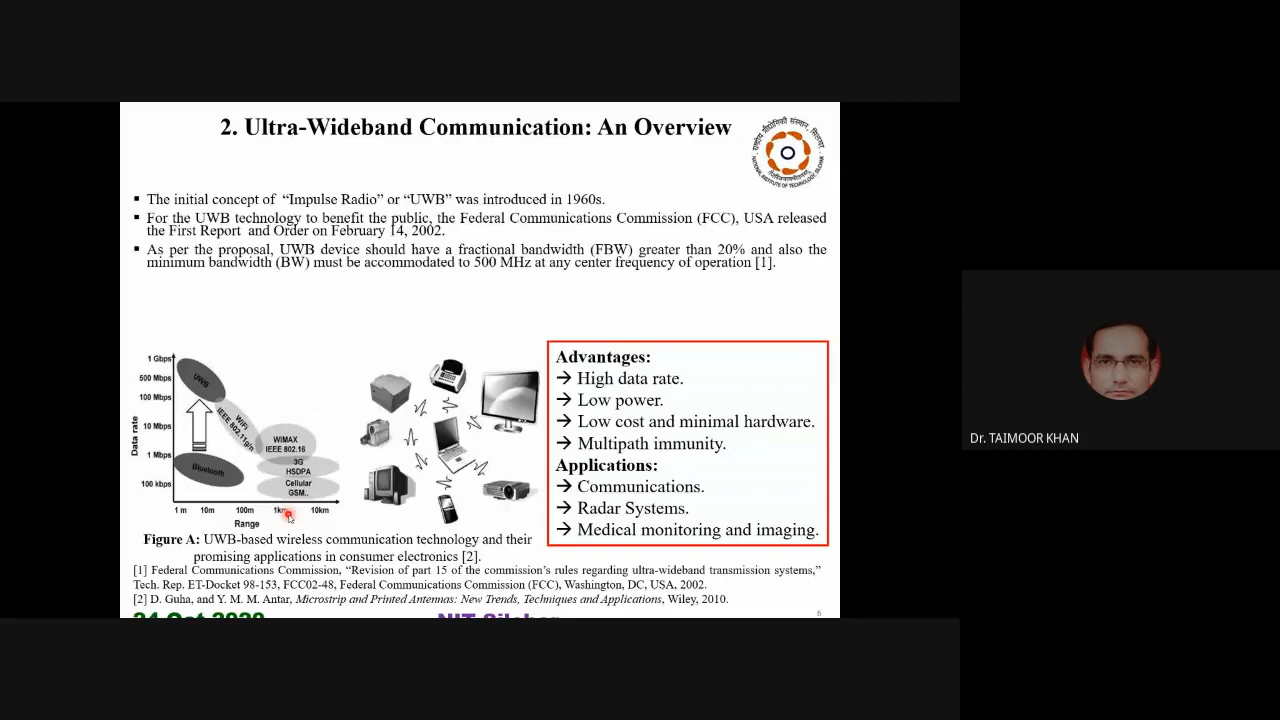 2. Ultra-Wideband Communication: An Overview
▪ The initial concept of “Impulse Radio” or “UWB” was introduced in 1960s.
▪ For the UWB technology to benefit the public, the Federal Communications Commission (FCC), USA released
the First Report and Order on February 14, 2002.
▪ As per the proposal, UWB device should have a fractional bandwidth (FBW) greater than 20% and also the
minimum bandwidth (BW) must be accommodated to 500 MHz at any center frequency of operation [1].
Data rate
1 Gbps
500 Mbps
100 Mbps
10 Mbps
1 Mbps
100 kbps
UWB
WiFi
IEEE 802.11g/n
WiMAX
IEEE 802.16
Bluetooth
3G
HSDPA
Cellular
GSM..
1 m 10m 100m 1km 10km
Range
Figure A: UWB-based wireless communication technology and their
promising applications in consumer electronics [2].
Advantages:
→ High data rate.
→ Low power.
→ Low cost and minimal hardware.
→ Multipath immunity.
Applications:
→ Communications.
→ Radar Systems.
→ Medical monitoring and imaging.
[1] Federal Communications Commission, “Revision of part 15 of the commission’s rules regarding ultra-wideband transmission systems,”
Tech. Rep. ET-Docket 98-153, FCC02-48, Federal Communications Commission (FCC), Washington, DC, USA, 2002.
[2] D. Guha, and Y. M. M. Antar, Microstrip and Printed Antennas: New Trends, Techniques and Applications, Wiley, 2010.
24 Oct 2020 NIT Silchar 6
Dr. TAIMOOR KHAN